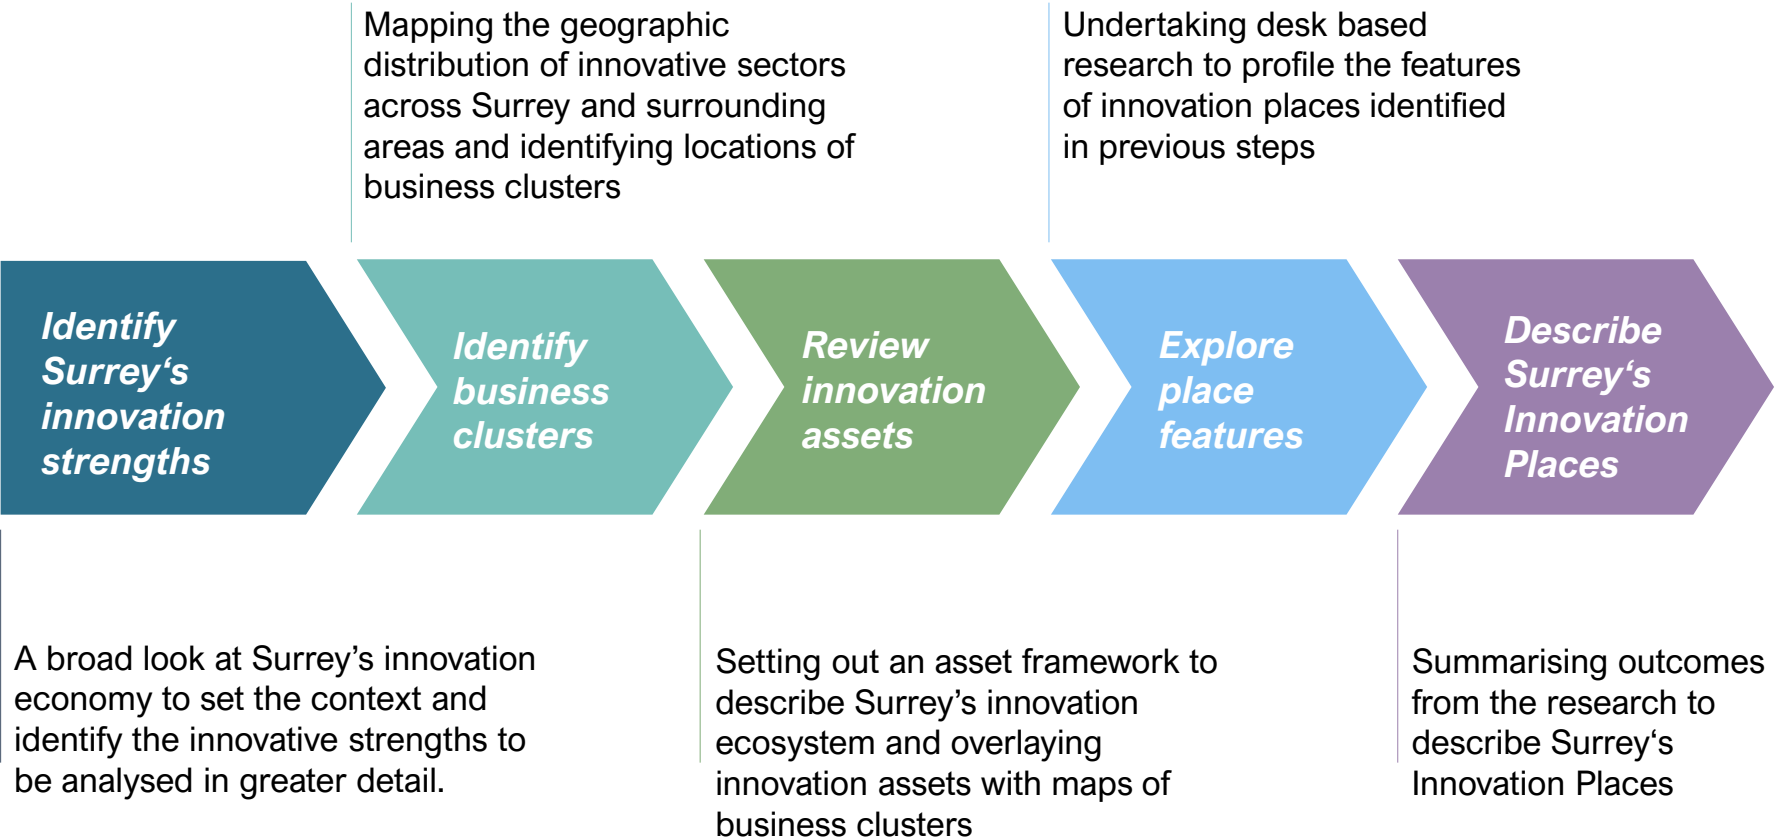 Mapping the geographic
distribution of innovative sectors
across Surrey and surrounding
areas and identifying locations of
business clusters
Undertaking desk based
research to profile the features
of innovation places identified
in previous steps
Identify
Surrey‘s
innovation
strengths
Identify
business
clusters
Review
innovation
assets
Explore
place
features
Describe
Surrey‘s
Innovation
Places
A broad look at Surrey’s innovation
economy to set the context and
identify the innovative strengths to
be analysed in greater detail.
Setting out an asset framework to
describe Surrey’s innovation
ecosystem and overlaying
innovation assets with maps of
business clusters
Summarising outcomes
from the research to
describe Surrey‘s
Innovation Places